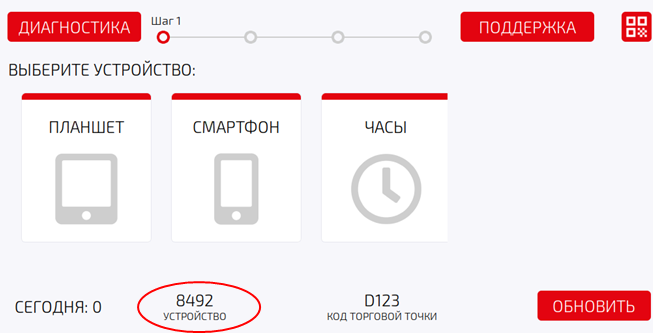 ДИАГНОСТИКА
Шаг 1
ПОДДЕРЖКА
ВЫБЕРИТЕ УСТРОЙСТВО:
ПЛАНШЕТ
СМАРТФОН
ЧАСЫ
СЕГОДНЯ: 0
8492
УСТРОЙСТВО
D123
КОД ТОРГОВОЙ ТОЧКИ
ОБНОВИТЬ